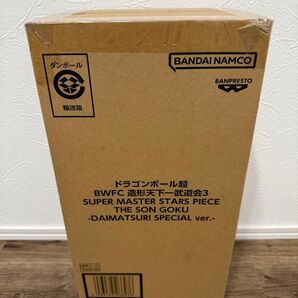 ダンボール
輸送箱
BANDAI NAMCO
BANPRESTO
ドラゴンボール超
BWFC 造形天下一武道会3
SUPER MASTER STARS PIECE
THE SON GOKU
-DAIMATSURI SPECIAL ver.-